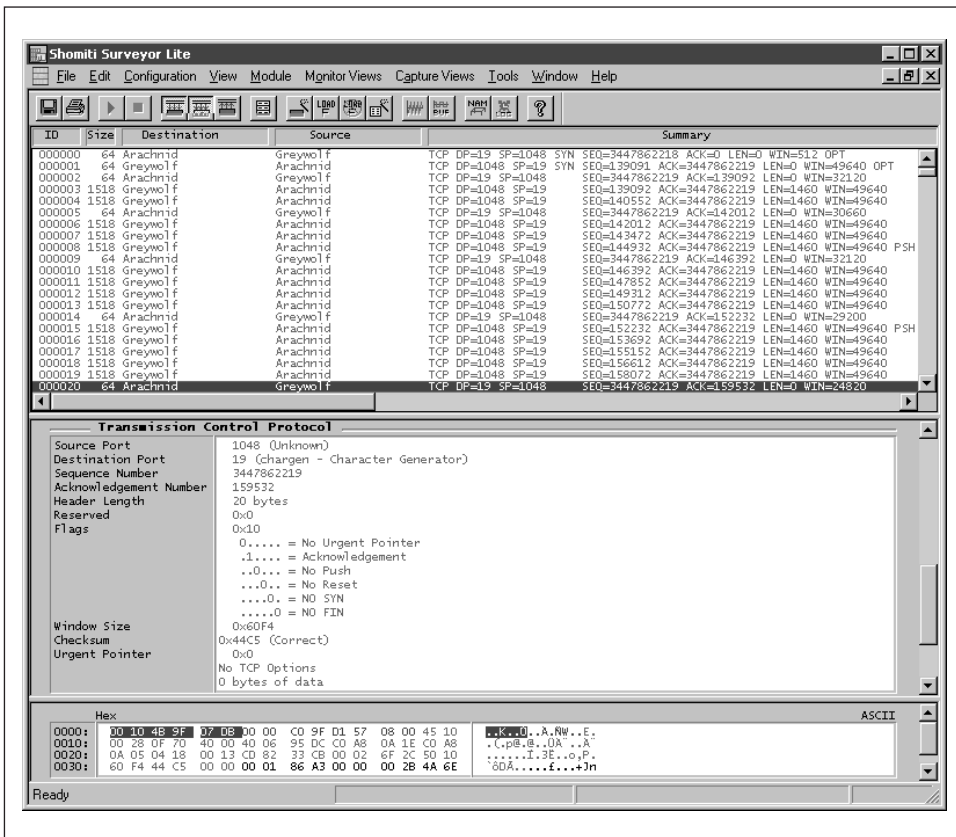 Shomiti Surveyor Lite
File Edit Configuration View Module Monitor Views Capture Views Tools Window Help
ID Size Destination Source Summary
000000 64 Arachnid Greywolf TCP DP=19 SP=1048 SYN SEQ=3447862218 ACK=0 LEN=0 WIN=512 OPT
000001 64 Greywolf Arachnid TCP DP=1048 SP=19 SYN SEQ=139091 ACK=3447862219 LEN=0 WIN=49640 OPT
000002 64 Arachnid Greywolf TCP DP=19 SP=1048 SEQ=3447862219 ACK=139092 LEN=0 WIN=32120
000003 1518 Greywolf Arachnid TCP DP=1048 SP=19 SEQ=139092 ACK=3447862219 LEN=1460 WIN=49640
000004 1518 Greywolf Arachnid TCP DP=1048 SP=19 SEQ=140552 ACK=3447862219 LEN=1460 WIN=49640
000005 64 Arachnid Greywolf TCP DP=19 SP=1048 SEQ=3447862219 ACK=142012 LEN=0 WIN=30660
000006 1518 Greywolf Arachnid TCP DP=1048 SP=19 SEQ=142012 ACK=3447862219 LEN=1460 WIN=49640
000007 1518 Greywolf Arachnid TCP DP=1048 SP=19 SEQ=143472 ACK=3447862219 LEN=1460 WIN=49640
000008 1518 Greywolf Arachnid TCP DP=1048 SP=19 SEQ=144932 ACK=3447862219 LEN=1460 WIN=49640 PSH
000009 64 Arachnid Greywolf TCP DP=19 SP=1048 SEQ=3447862219 ACK=146392 LEN=0 WIN=32120
000010 1518 Greywolf Arachnid TCP DP=1048 SP=19 SEQ=146392 ACK=3447862219 LEN=1460 WIN=49640
000011 1518 Greywolf Arachnid TCP DP=1048 SP=19 SEQ=147852 ACK=3447862219 LEN=1460 WIN=49640
000012 1518 Greywolf Arachnid TCP DP=1048 SP=19 SEQ=149312 ACK=3447862219 LEN=1460 WIN=49640
000013 1518 Greywolf Arachnid TCP DP=1048 SP=19 SEQ=150772 ACK=3447862219 LEN=1460 WIN=49640
000014 64 Arachnid Greywolf TCP DP=19 SP=1048 SEQ=3447862219 ACK=152232 LEN=0 WIN=29200
000015 1518 Greywolf Arachnid TCP DP=1048 SP=19 SEQ=152232 ACK=3447862219 LEN=1460 WIN=49640 PSH
000016 1518 Greywolf Arachnid TCP DP=1048 SP=19 SEQ=153692 ACK=3447862219 LEN=1460 WIN=49640
000017 1518 Greywolf Arachnid TCP DP=1048 SP=19 SEQ=155152 ACK=3447862219 LEN=1460 WIN=49640
000018 1518 Greywolf Arachnid TCP DP=1048 SP=19 SEQ=156612 ACK=3447862219 LEN=1460 WIN=49640
000019 1518 Greywolf Arachnid TCP DP=1048 SP=19 SEQ=158072 ACK=3447862219 LEN=1460 WIN=49640
000020 64 Arachnid Greywolf TCP DP=19 SP=1048 SEQ=3447862219 ACK=159532 LEN=0 WIN=24820
Transmission Control Protocol
Source Port 1048 (Unknown)
Destination Port 19 (chargen - Character Generator)
Sequence Number 3447862219
Acknowledgement Number 159532
Header Length 20 bytes
Reserved 0x0
Flags 0x10
0..... = No Urgent Pointer
.1.... = Acknowledgement
..0... = No Push
...0.. = No Reset
....0. = NO SYN
.....0 = NO FIN
Window Size 0x60F4
Checksum 0x44C5 (Correct)
Urgent Pointer 0x0
No TCP Options
0 bytes of data
Hex ASCII
0000: 00 10 4B 9F 07 DB 00 00 C0 9F D1 57 08 00 45 10
0010: 00 28 0F 70 40 00 40 06 95 DC C0 A8 0A 1E C0 A8
0020: 0A 05 04 18 00 13 CD 82 33 CB 00 02 6F 2C 50 10
0030: 60 F4 44 C5 00 00 00 01 86 A3 00 00 00 2B 4A 6E
Ready